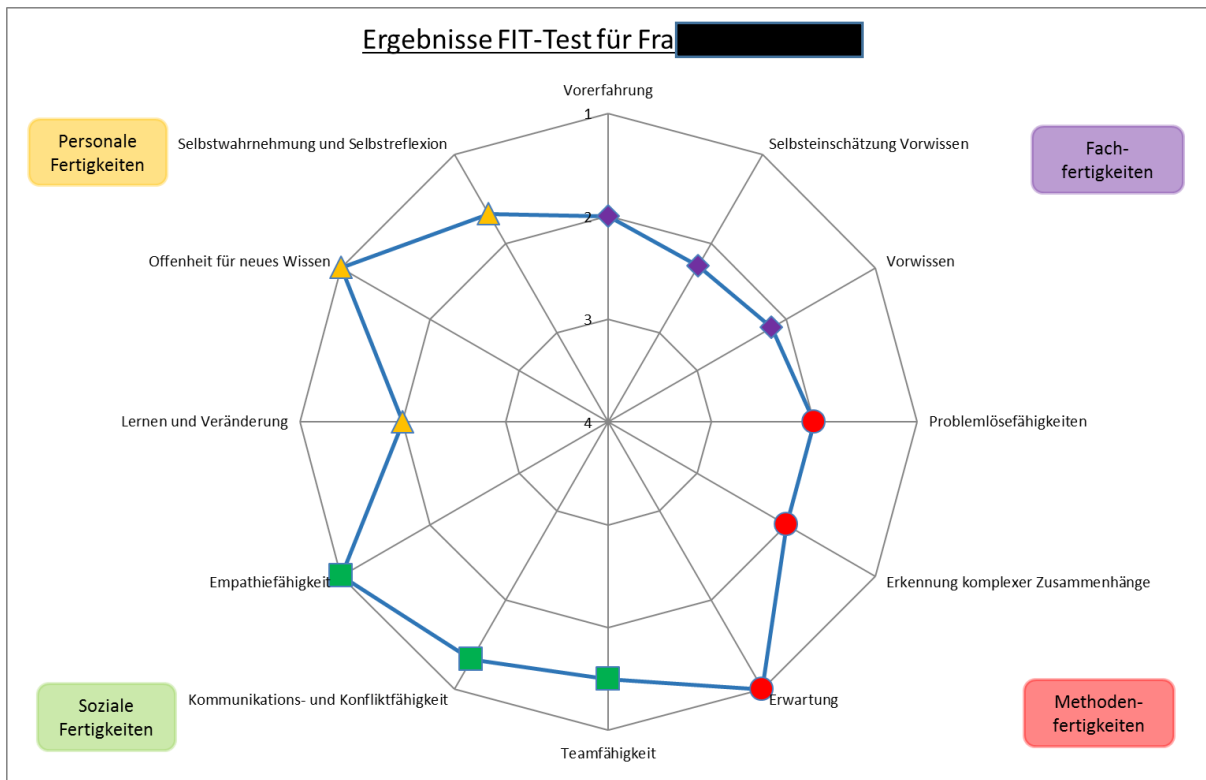 Ergebnisse FIT-Test für Fra
Vorerfahrung
1
Personale
Fertigkeiten
Selbstwahrnehmung und Selbstreflexion
Selbsteinschätzung Vorwissen
Fach-
fertigkeiten
2
Offenheit für neues Wissen
Vorwissen
3
Lernen und Veränderung
4
Problemlösefähigkeiten
Empathiefähigkeit
Erkennung komplexer Zusammenhänge
Soziale
Fertigkeiten
Kommunikations- und Konfliktfähigkeit
Erwartung
Methoden-
fertigkeiten
Teamfähigkeit